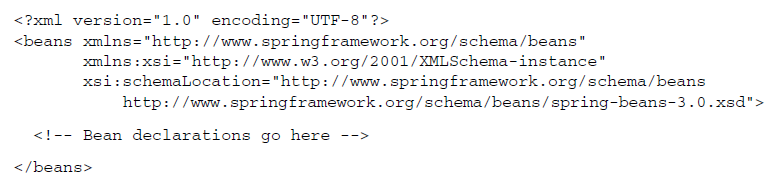 <?xml version="1.0" encoding="UTF-8"?>
<beans xmlns="http://www.springframework.org/schema/beans"
xmlns:xsi="http://www.w3.org/2001/XMLSchema-instance"
xsi:schemaLocation="http://www.springframework.org/schema/beans
http://www.springframework.org/schema/beans/spring-beans-3.0.xsd">
<!-- Bean declarations go here -->
</beans>